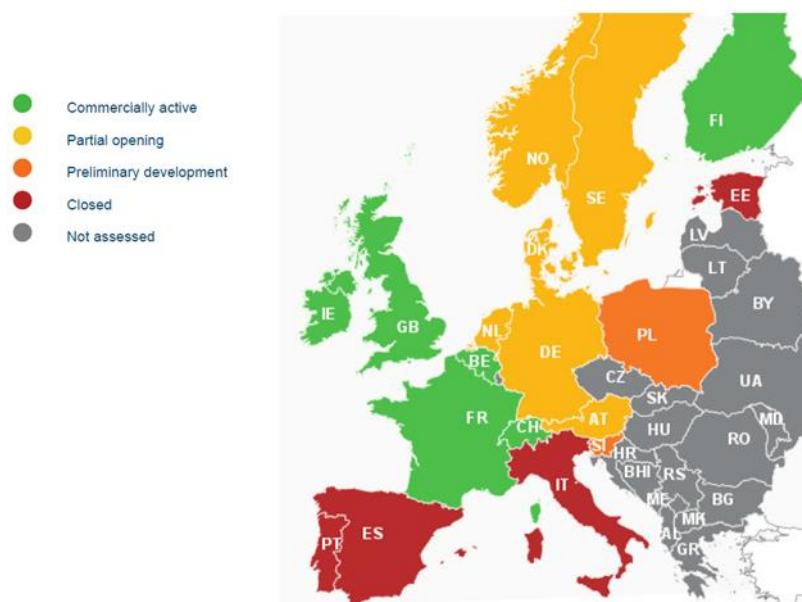 Commercially active
Partial opening
Preliminary development
Closed
Not assessed
FI
NO
SE
EE
LV
DK
LT
BY
IE
GB
NL
PL
DE
BE
CZ
UA
SK
FR
AT
MD
CH
HU
RO
SI
HR
BHI
RS
IT
ME
BG
MK
PT
ES
AL
GR